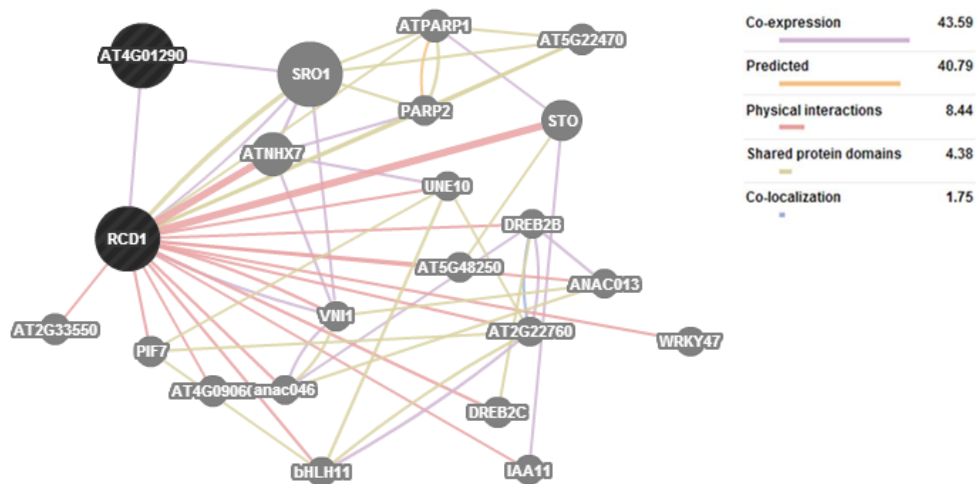 ATPARP1
AT5G22470
AT4G01290
SRO1
PARP2
STO
ATNHX7
UNE10
DREB2B
RCD1
AT5G48250
ANAC013
VNI1
AT2G33550
AT2G22760
WRKY47
PIF7
anac046
DREB2C
bHLH11
IAA11
Co-expression 43.59
Predicted 40.79
Physical interactions 8.44
Shared protein domains 4.38
Co-localization 1.75